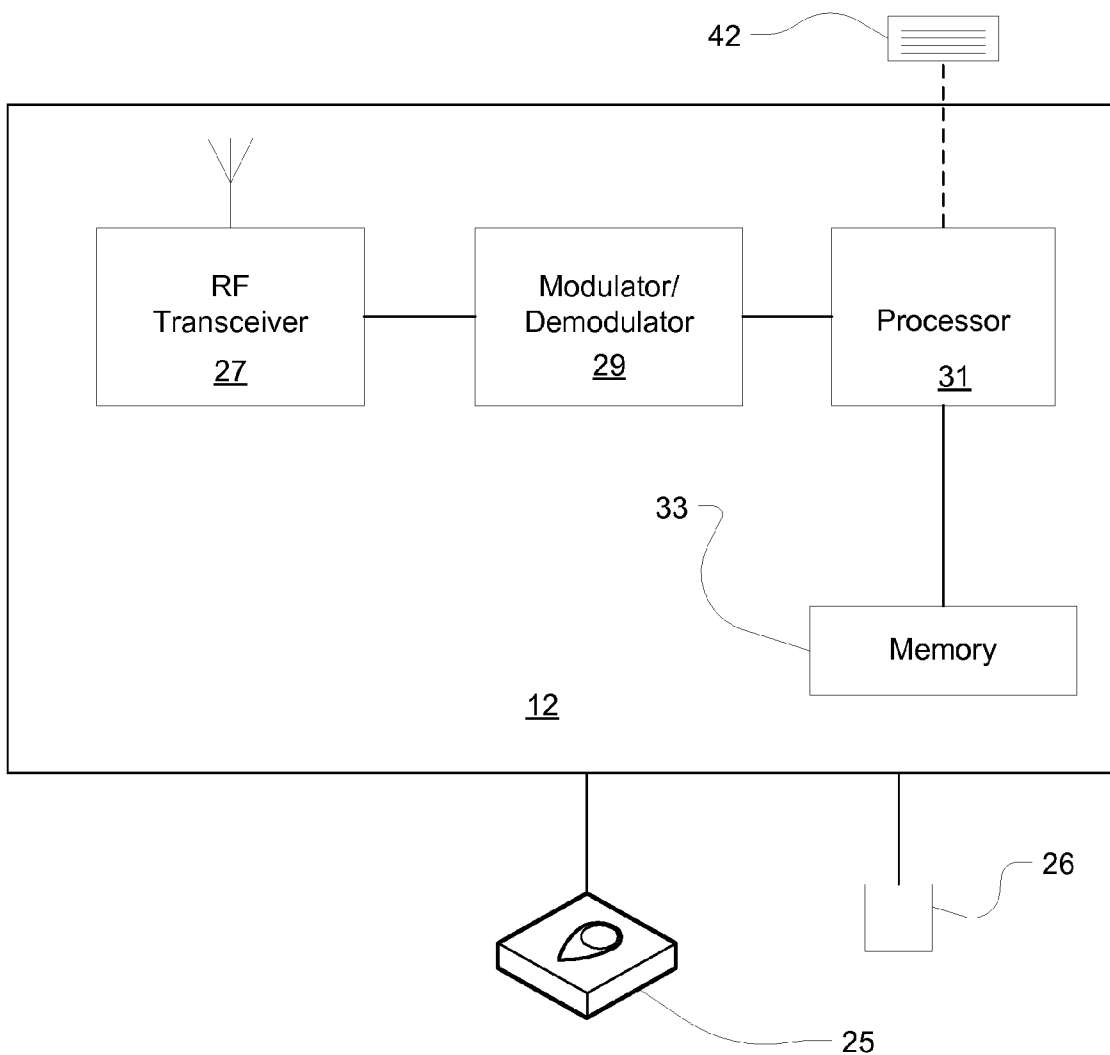 42
RF
Transceiver
27
Modulator/
Demodulator
29
Processor
31
33
Memory
12
26
25